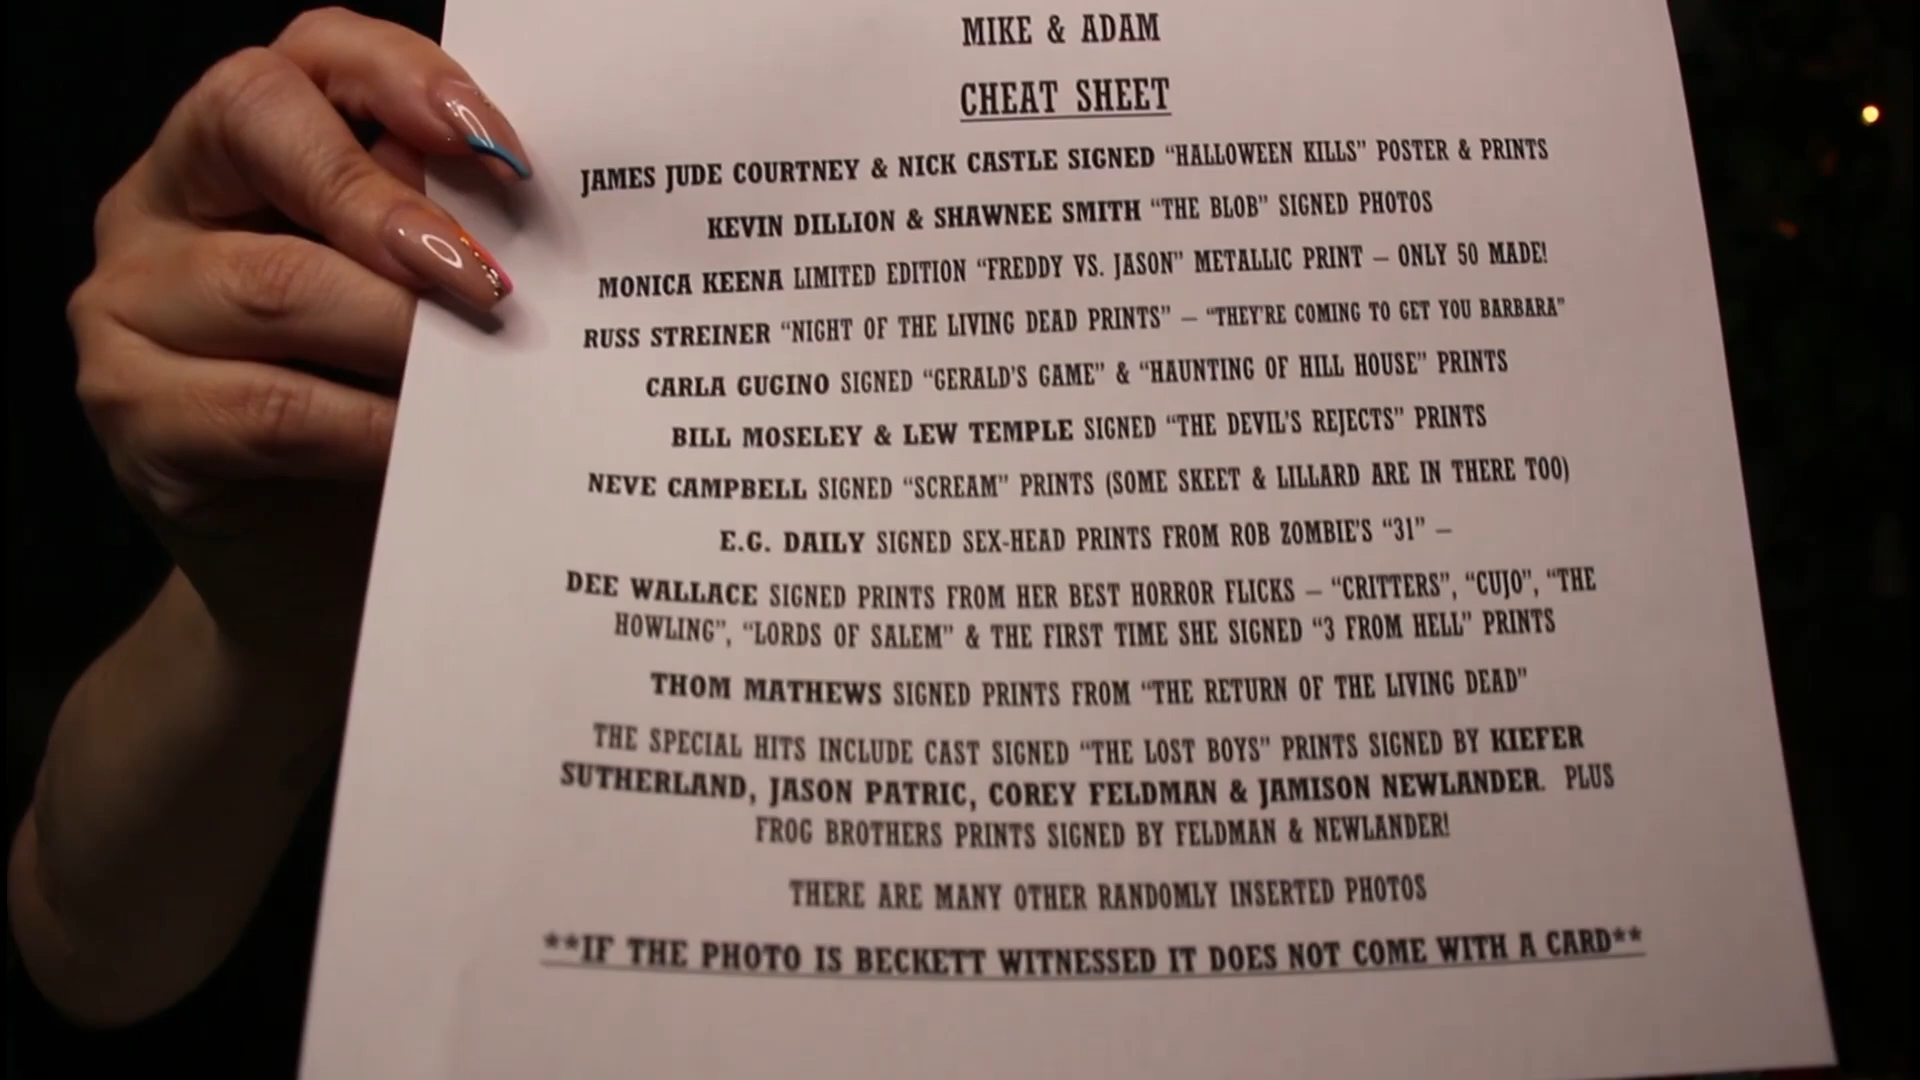 MIKE & ADAM
CHEAT SHEET
JAMES JUDE COURTNEY & NICK CASTLE SIGNED “HALLOWEEN KILLS” POSTER & PRINTS
KEVIN DILLION & SHAWNEE SMITH “THE BLOB” SIGNED PHOTOS
MONICA KEENA LIMITED EDITION “FREDDY VS. JASON” METALLIC PRINT – ONLY 50 MADE!
RUSS STREINER “NIGHT OF THE LIVING DEAD PRINTS” – “THEY’RE COMING TO GET YOU BARBARA”
CARLA GUGINO SIGNED “GERALD’S GAME” & “HAUNTING OF HILL HOUSE” PRINTS
BILL MOSELEY & LEW TEMPLE SIGNED “THE DEVIL’S REJECTS” PRINTS
NEVE CAMPBELL SIGNED “SCREAM” PRINTS (SOME SKEET & LILLARD ARE IN THERE TOO)
E.G. DAILY SIGNED SEX-HEAD PRINTS FROM ROB ZOMBIE’S “31” –
DEE WALLACE SIGNED PRINTS FROM HER BEST HORROR FLICKS – “CRITTERS”, “CUJO”, “THE
HOWLING”, “LORDS OF SALEM” & THE FIRST TIME SHE SIGNED “3 FROM HELL” PRINTS
THOM MATHEWS SIGNED PRINTS FROM “THE RETURN OF THE LIVING DEAD”
THE SPECIAL HITS INCLUDE CAST SIGNED “THE LOST BOYS” PRINTS SIGNED BY KIEFER
SUTHERLAND, JASON PATRIC, COREY FELDMAN & JAMISON NEWLANDER. PLUS
FROG BROTHERS PRINTS SIGNED BY FELDMAN & NEWLANDER!
THERE ARE MANY OTHER RANDOMLY INSERTED PHOTOS
**IF THE PHOTO IS BECKETT WITNESSED IT DOES NOT COME WITH A CARD**